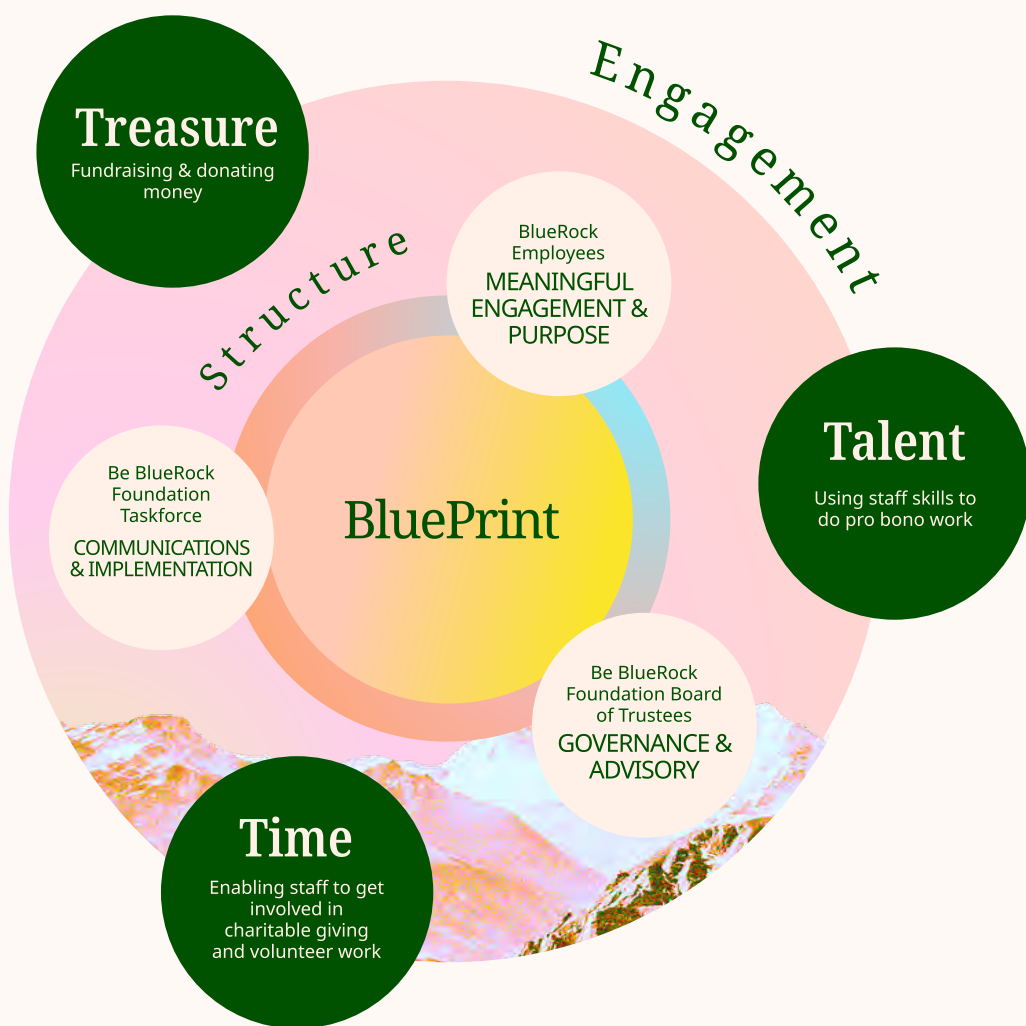 Engagement
Treasure
Fundraising & donating
money
Structure
BlueRock
Employees
MEANINGFUL
ENGAGEMENT &
PURPOSE
Talent
Using staff skills to
do pro bono work
Be BlueRock
Foundation
Taskforce
COMMUNICATIONS
& IMPLEMENTATION
BluePrint
Be BlueRock
Foundation Board
of Trustees
GOVERNANCE &
ADVISORY
Time
Enabling staff to get
involved in
charitable giving
and volunteer work